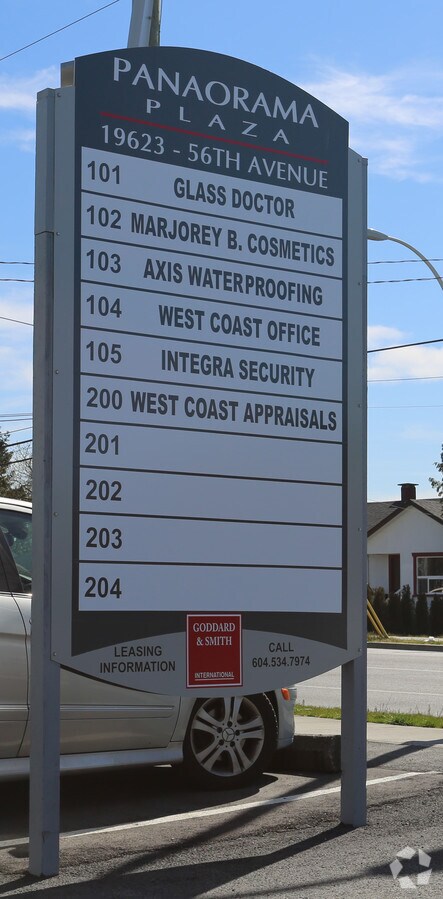 PANAORAMA
PLAZA
19623 - 56TH AVENUE
101 GLASS DOCTOR
102 MARJOREY B. COSMETICS
103 AXIS WATERPROOFING
104 WEST COAST OFFICE
105 INTEGRA SECURITY
200 WEST COAST APPRAISALS
201
202
203
204
LEASING
INFORMATION
GODDARD
& SMITH
INTERNATIONAL
CALL
604.534.7974